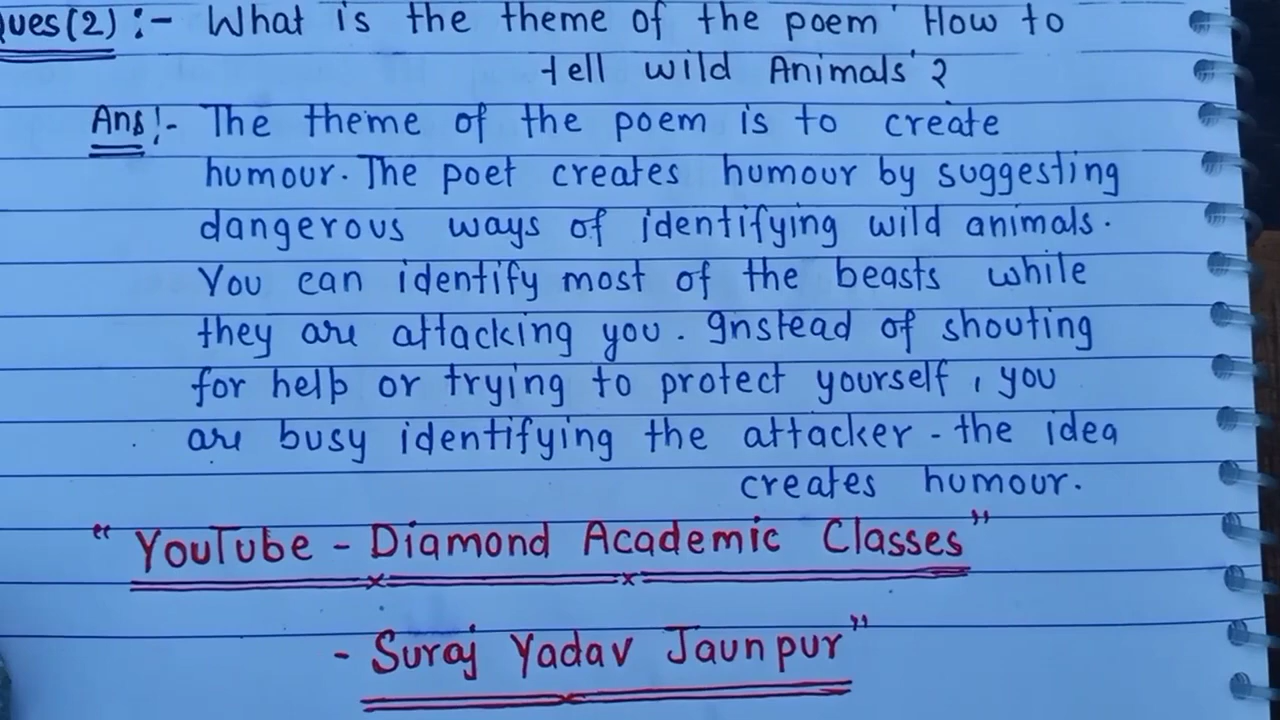 Ques(2) :- What is the theme of the poem 'How to
tell wild Animals'?
Ans:- The theme of the poem is to create
humour. The poet creates humour by suggesting
dangerous ways of identifying wild animals.
You can identify most of the beasts while
they are attacking you. Instead of shouting
for help or trying to protect yourself, you
are busy identifying the attacker - the idea
creates humour.
"YouTube - Diamond Academic Classes"
- Suraj Yadav Jaunpur"